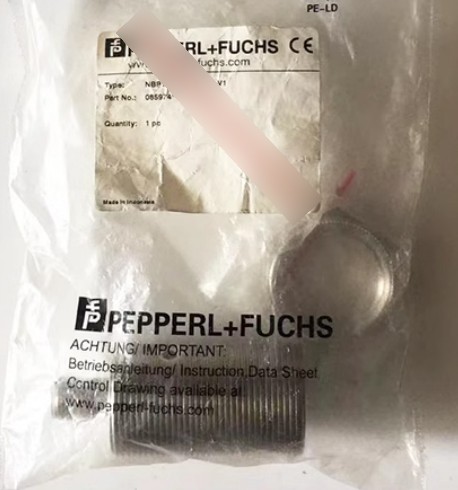 PE-LD
PEPPERL+FUCHS CE
fuchs.com
Type:
Part No.:
Quantity: 1 pc
Made in Indonesia
PEPPERL+FUCHS
ACHTUNG/ IMPORTANT:
Betriebsanleitung/ Instruction,Data Sheet
Control Drawing available at
www.pepperl-fuchs.com